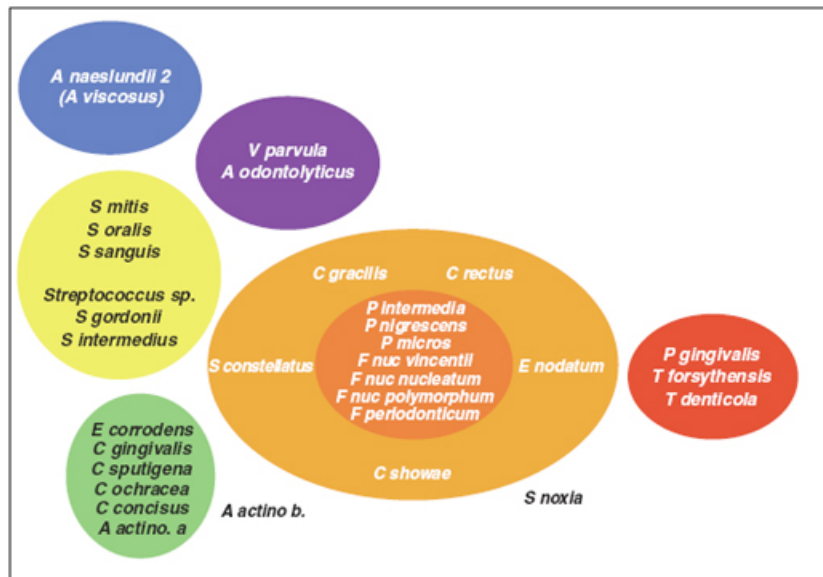 A naeslundii 2
(A viscosus)
V parvula
A odontolyticus
S mitis
S oralis
S sanguis
Streptococcus sp.
S gordonii
S intermedius
C gracilis
C rectus
P intermedia
P nigrescens
P micros
F nuc vincentii
S constellatus
E nodatum
F nuc nucleatum
F nuc polymorphum
F periodonticum
C showae
P gingivalis
T forsythensis
T denticola
E corrodens
C gingivalis
C sputigena
C ochracea
C concisus
A actino. a
A actino b.
S noxia